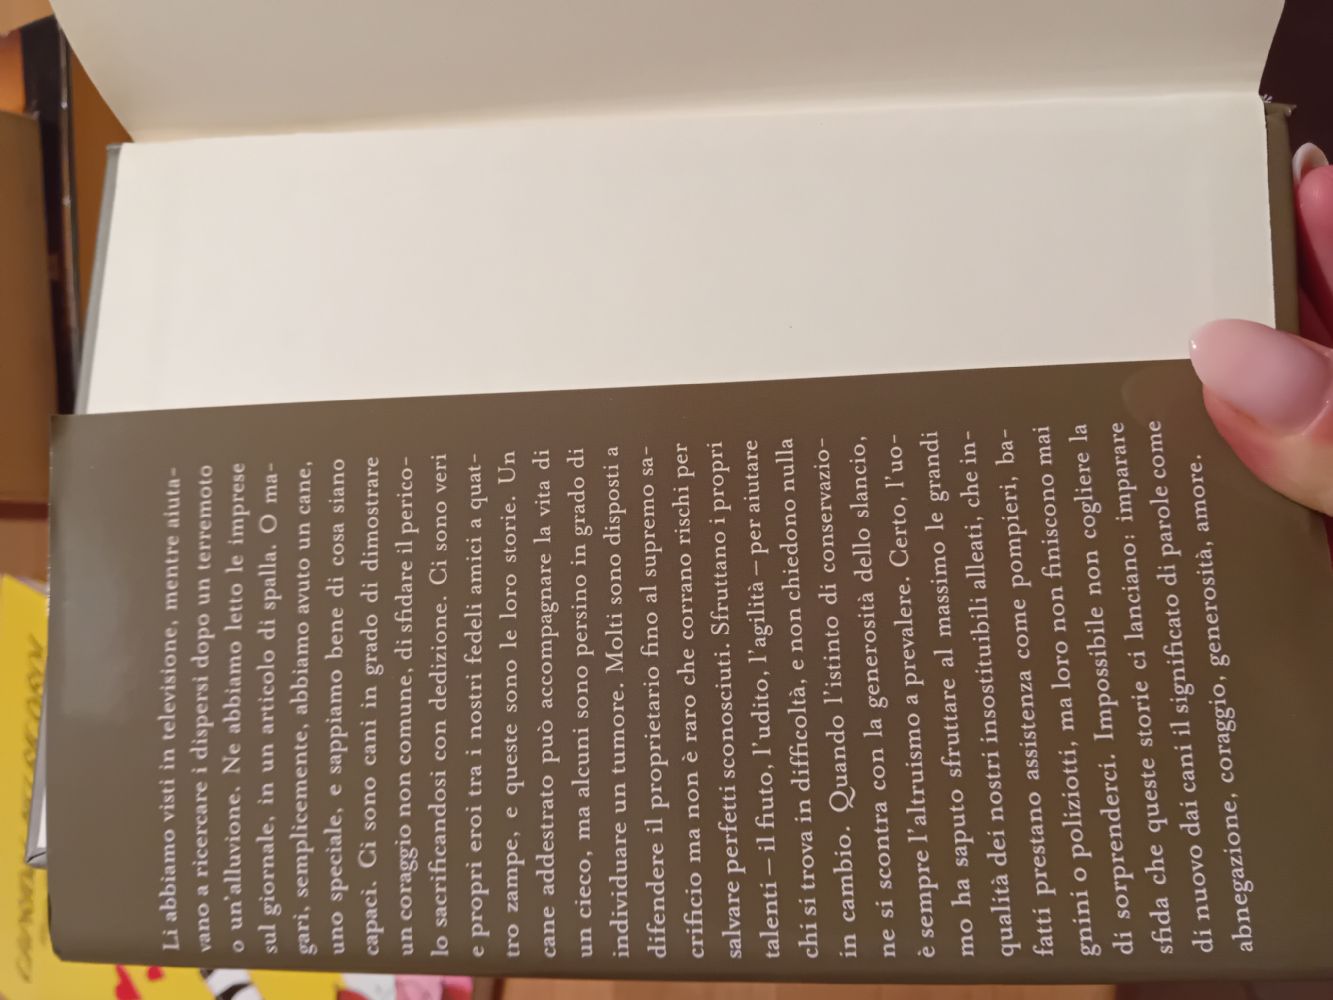 Li abbiamo visti in televisione, mentre aiuta-
vano a ricercare i dispersi dopo un terremoto
o un'alluvione. Ne abbiamo letto le imprese
sul giornale, in un articolo di spalla. O ma-
gari, semplicemente, abbiamo avuto un cane,
uno speciale, e sappiamo bene di cosa siano
capaci. Ci sono cani in grado di dimostrare
un coraggio non comune, di sfidare il perico-
lo sacrificandosi con dedizione. Ci sono veri
e propri eroi tra i nostri fedeli amici a quat-
tro zampe, e queste sono le loro storie. Un
cane addestrato può accompagnare la vita di
un cieco, ma alcuni sono persino in grado di
individuare un tumore. Molti sono disposti a
difendere il proprietario fino al supremo sa-
crificio ma non è raro che corrano rischi per
salvare perfetti sconosciuti. Sfruttano i propri
talenti – il fiuto, l'udito, l'agilità – per aiutare
chi si trova in difficoltà, e non chiedono nulla
in cambio. Quando l'istinto di conservazio-
ne si scontra con la generosità dello slancio,
è sempre l'altruismo a prevalere. Certo, l'uo-
mo ha saputo sfruttare al massimo le grandi
qualità dei nostri insostituibili alleati, che in-
fatti prestano assistenza come pompieri, ba-
gnini o poliziotti, ma loro non finiscono mai
di sorprenderci. Impossibile non cogliere la
sfida che queste storie ci lanciano: imparare
di nuovo dai cani il significato di parole come
abnegazione, coraggio, generosità, amore.